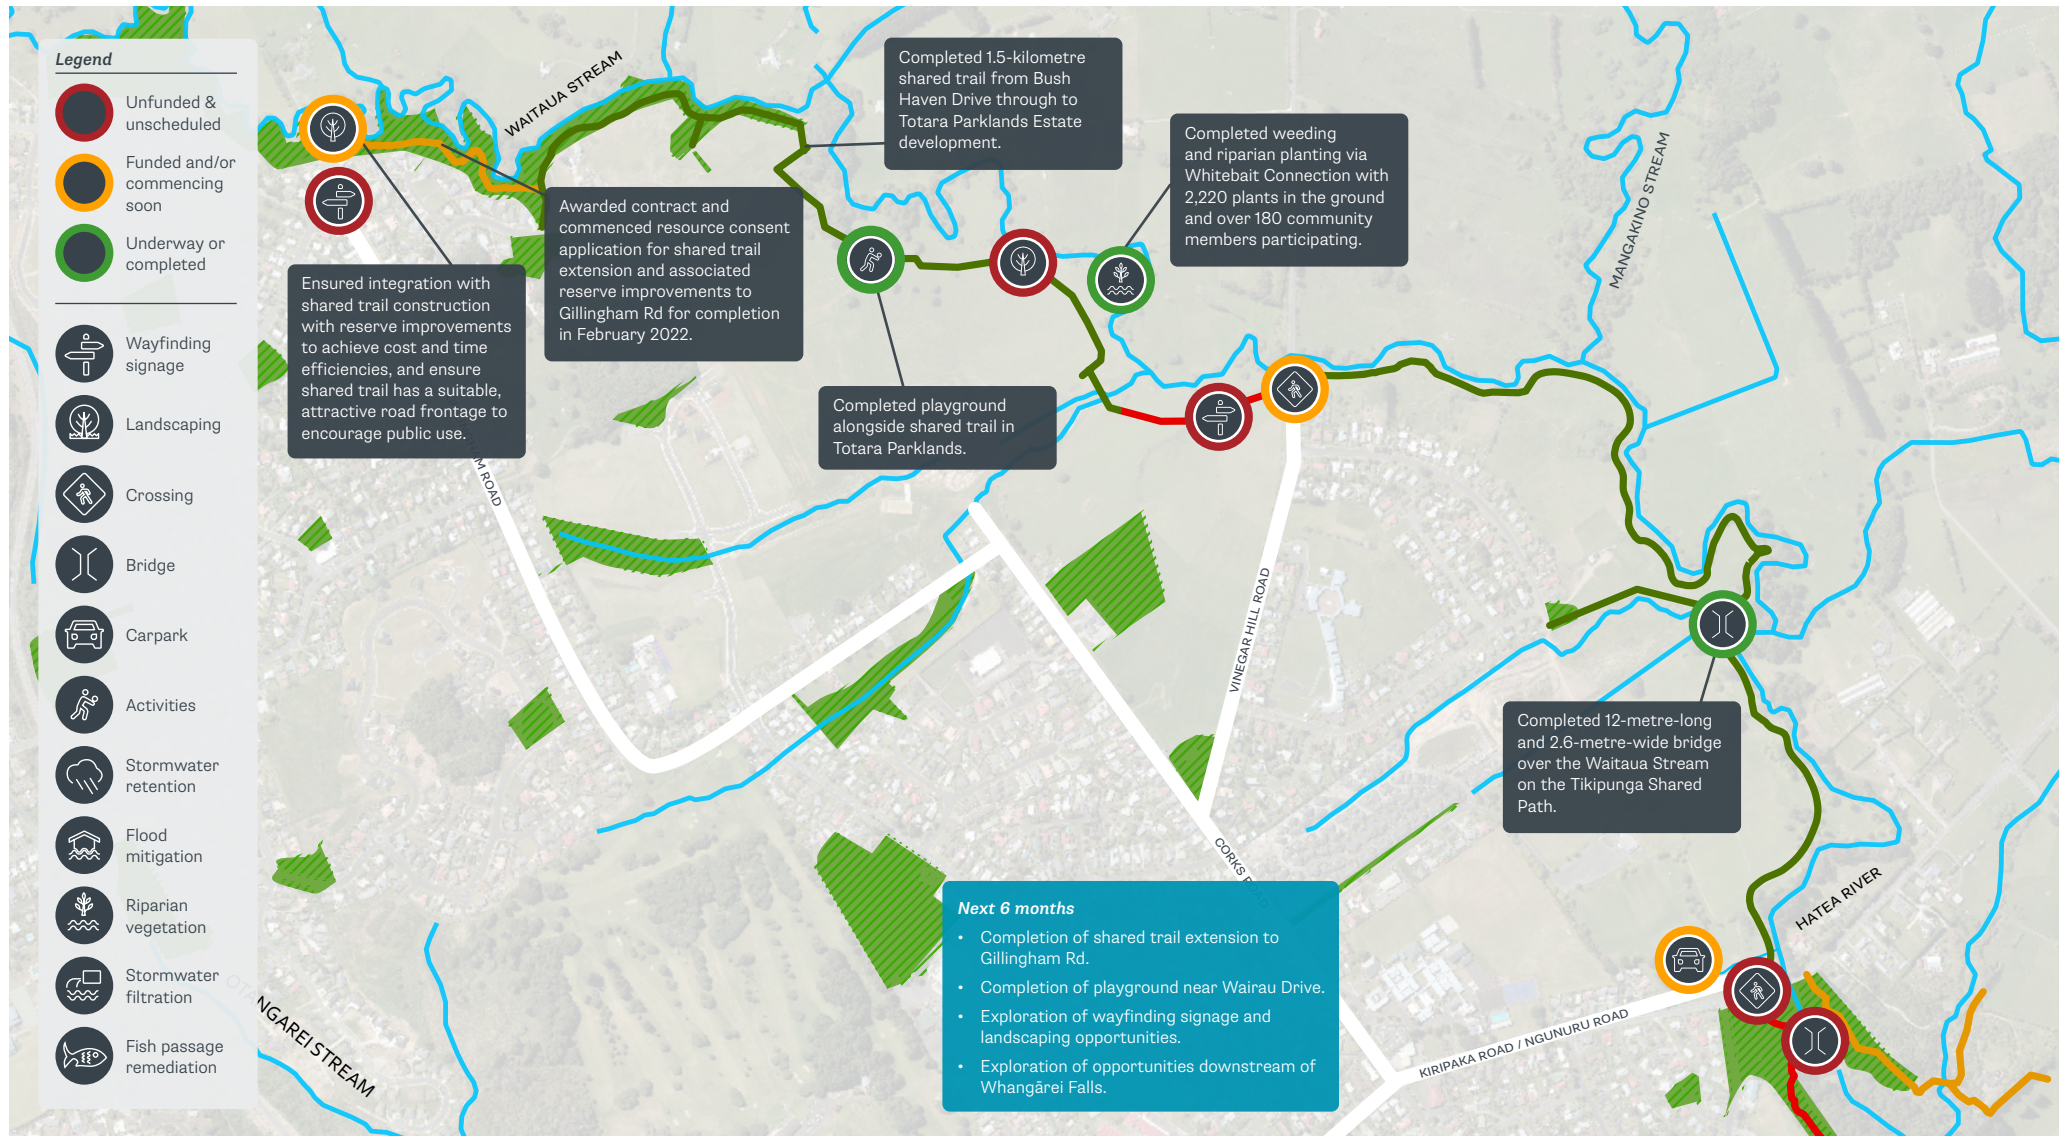 Legend
Unfunded &
unscheduled
Funded and/or
commencing
soon
Underway or
completed
Wayfinding
signage
Landscaping
Crossing
Bridge
Carpark
Activities
Stormwater
retention
Flood
mitigation
Riparian
vegetation
Stormwater
filtration
Fish passage
remediation
WAITAUA STREAM
Completed 1.5-kilometre
shared trail from Bush
Haven Drive through to
Totara Parklands Estate
development.
Completed weeding
and riparian planting via
Whitebait Connection with
2,220 plants in the ground
and over 180 community
members participating.
MANGAKINO STREAM
Awarded contract and
commenced resource consent
application for shared trail
extension and associated
reserve improvements to
Gillingham Rd for completion
in February 2022.
Ensured integration with
shared trail construction
with reserve improvements
to achieve cost and time
efficiencies, and ensure
shared trail has a suitable,
attractive road frontage to
encourage public use.
ROAD
Completed playground
alongside shared trail in
Totara Parklands.
VINEGAR HILL ROAD
Completed 12-metre-long
and 2.6-metre-wide bridge
over the Waitaua Stream
on the Tikipunga Shared
Path.
CORKS ROAD
HATEA RIVER
Next 6 months
• Completion of shared trail extension to
Gillingham Rd.
• Completion of playground near Wairau Drive.
• Exploration of wayfinding signage and
landscaping opportunities.
• Exploration of opportunities downstream of
Whangārei Falls.
KIRIPAKA ROAD / NGUNURU ROAD
OTANGAREI STREAM